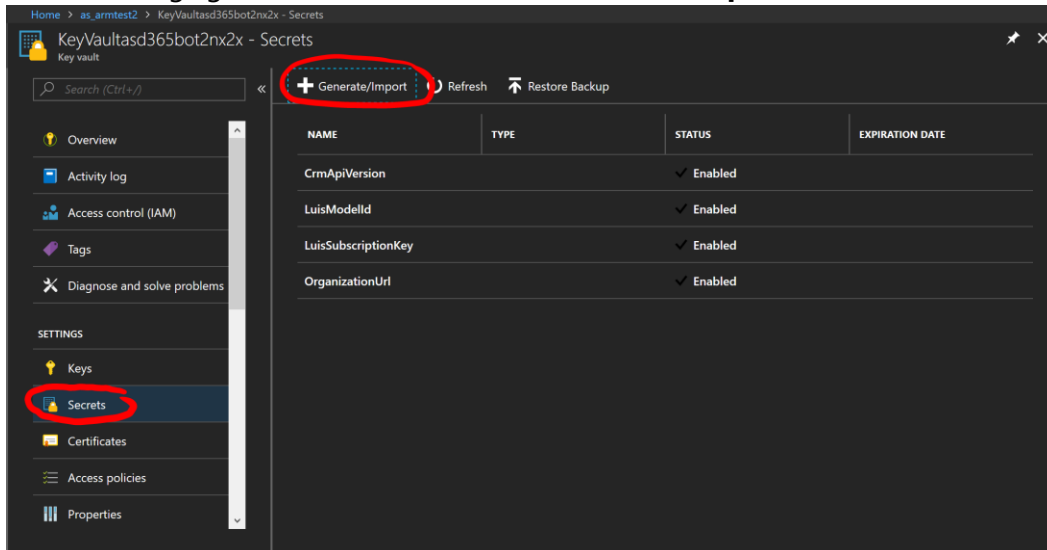 Home > as_armtest2 > KeyVaultasd365bot2nx2x - Secrets
KeyVaultasd365bot2nx2x - Secrets
Key vault
Search (Ctrl+/)
«
Generate/Import
Refresh
Restore Backup
NAME TYPE STATUS EXPIRATION DATE
CrmApiVersion Enabled
LuisModelId Enabled
LuisSubscriptionKey Enabled
OrganizationUrl Enabled
Overview
Activity log
Access control (IAM)
Tags
Diagnose and solve problems
SETTINGS
Keys
Secrets
Certificates
Access policies
Properties